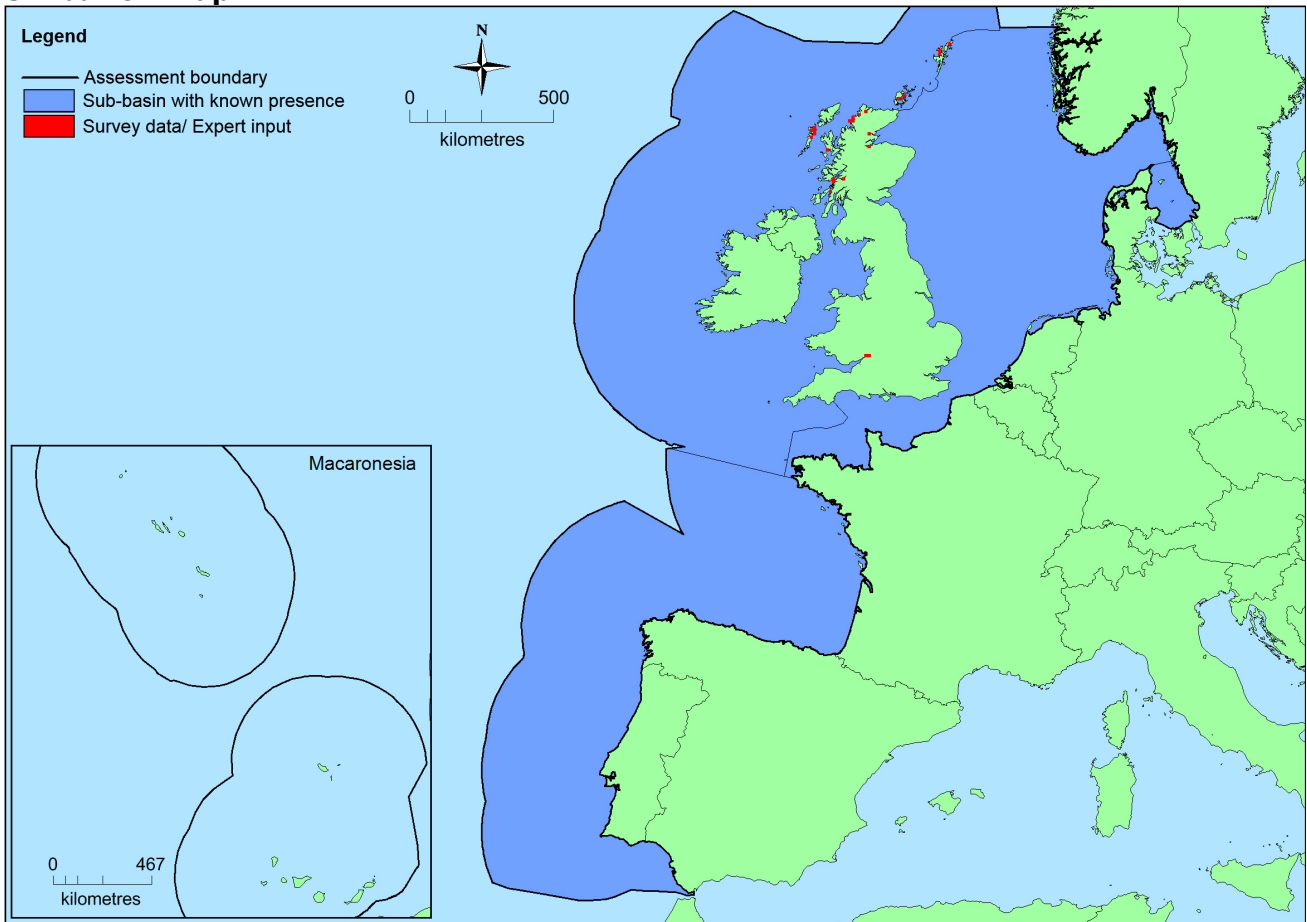 Legend
Assessment boundary
Sub-basin with known presence
Survey data/ Expert input
N
0 500
kilometres
Macaronesia
0 467
kilometres